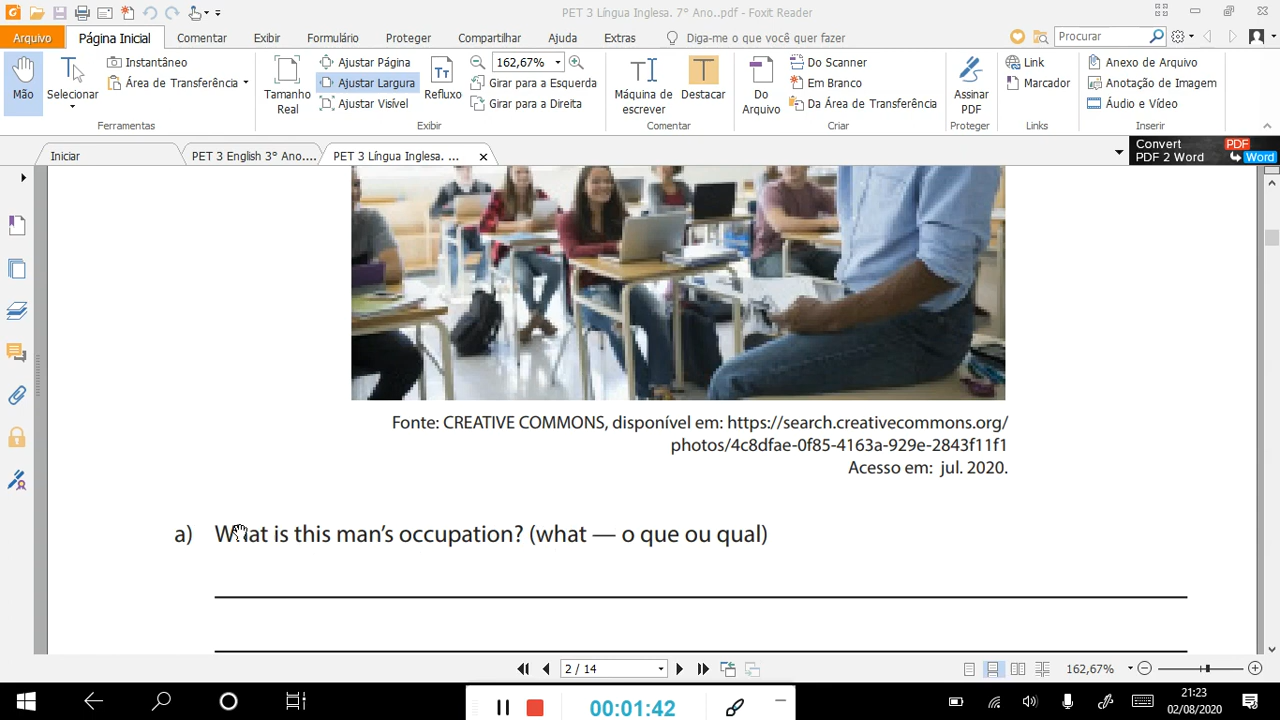 PET 3 Língua Inglesa. 7º Ano..pdf - Foxit Reader
Arquivo Página Inicial Comentar Exibir Formulário Proteger Compartilhar Ajuda Extras Diga-me o que você quer fazer Procurar
Mão
Selecionar
Instantâneo
Área de Transferência
Ferramentas
Tamanho
Real
Ajustar Página
Ajustar Largura
Ajustar Visível
Refluxo
162,67%
Girar para a Esquerda
Girar para a Direita
Exibir
Máquina de
escrever
Destacar
Comentar
Do
Arquivo
Do Scanner
Em Branco
Da Área de Transferência
Criar
Assinar
PDF
Proteger
Link
Marcador
Links
Anexo de Arquivo
Anotação de Imagem
Áudio e Vídeo
Inserir
Iniciar PET 3 English 3º Ano.... PET 3 Língua Inglesa. ...
Convert PDF
PDF 2 Word Word
Fonte: CREATIVE COMMONS, disponível em: https://search.creativecommons.org/
photos/4c8dfae-0f85-4163a-929e-2843f11f1
Acesso em: jul. 2020.
a) What is this man's occupation? (what — o que ou qual)
2 / 14 162,67%
00:01:42
21:23
02/08/2020